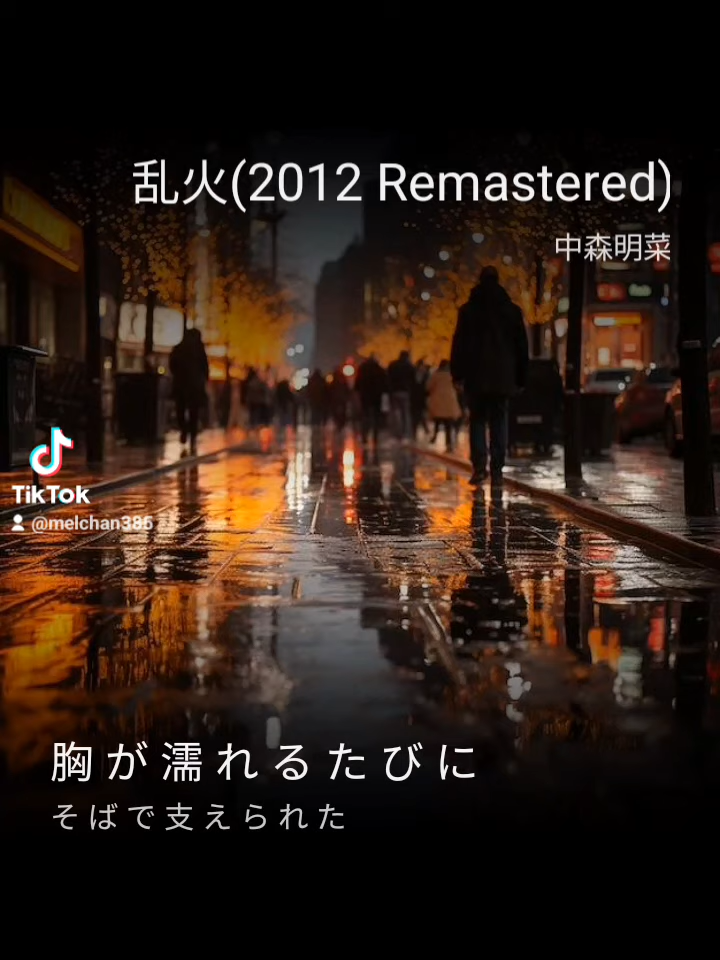 乱火(2012 Remastered)
中森明菜
TikTok
@melchan385
胸が濡れるたびに
そばで支えられた